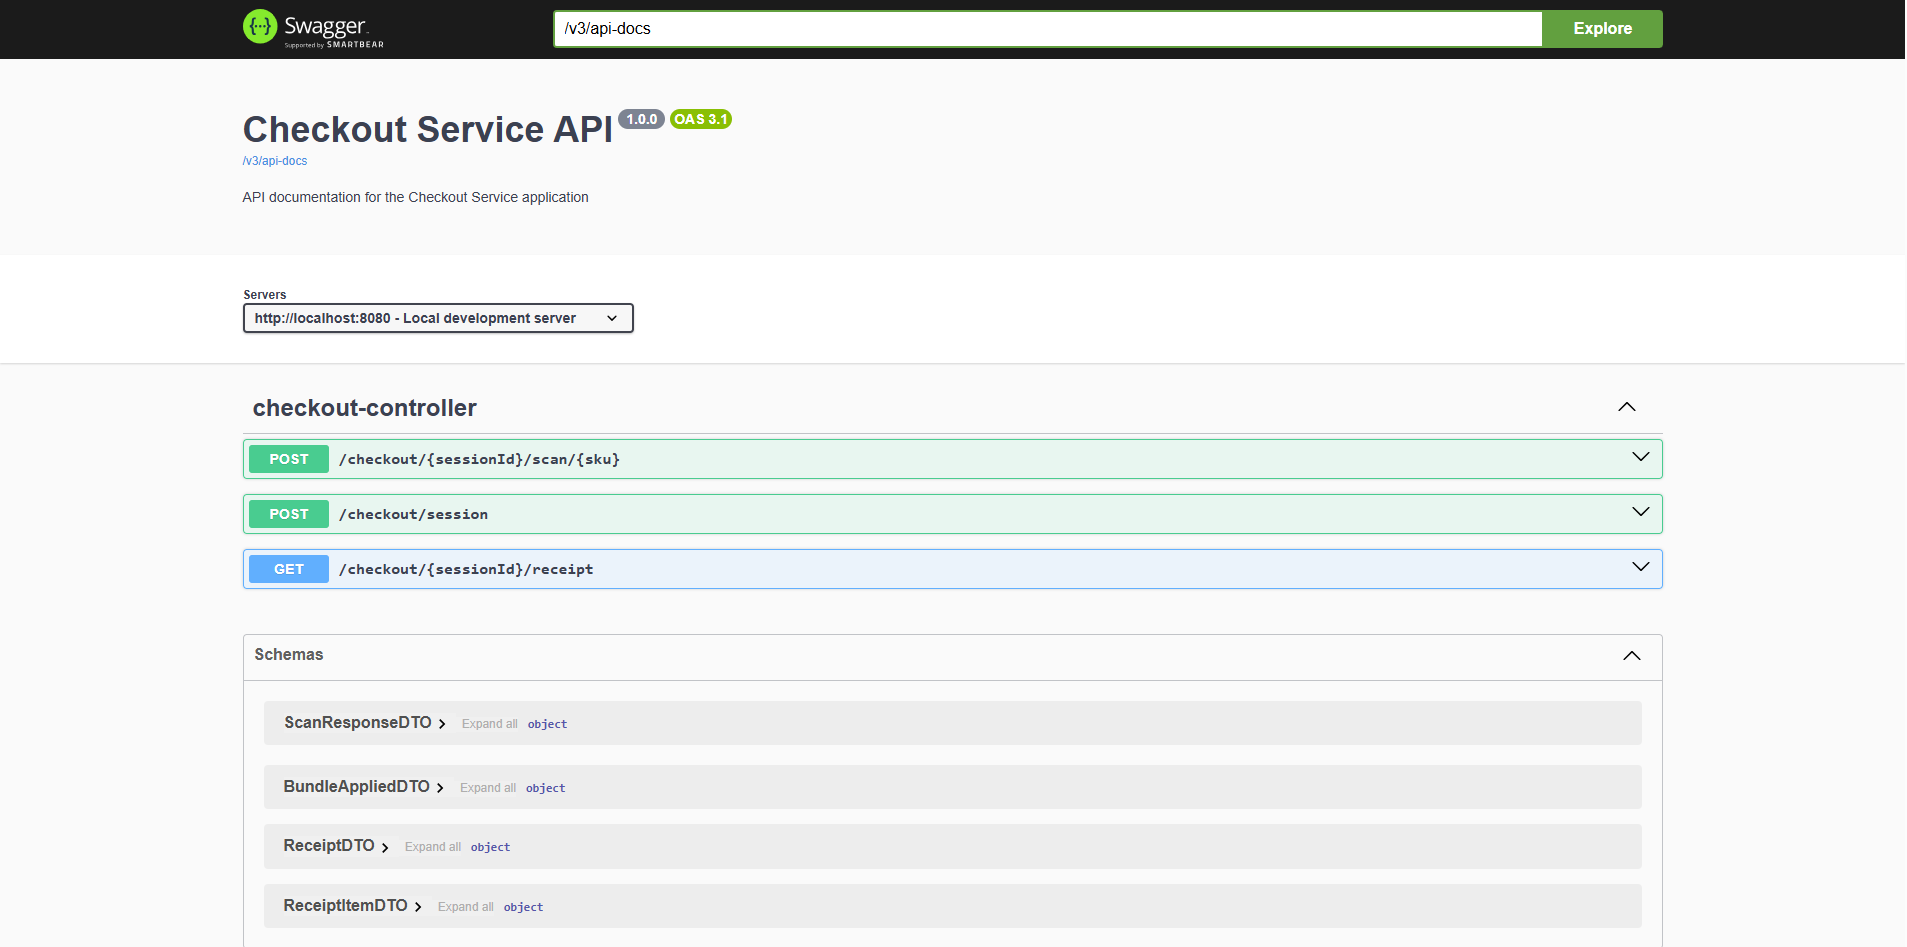 Swagger
Supported by SMARTBEAR
/v3/api-docs
Explore
Checkout Service API 1.0.0 OAS 3.1
/v3/api-docs
API documentation for the Checkout Service application
Servers
http://localhost:8080 - Local development server
checkout-controller
POST /checkout/{sessionId}/scan/{sku}
POST /checkout/session
GET /checkout/{sessionId}/receipt
Schemas
ScanResponseDTO Expand all object
BundleAppliedDTO Expand all object
ReceiptDTO Expand all object
ReceiptItemDTO Expand all object